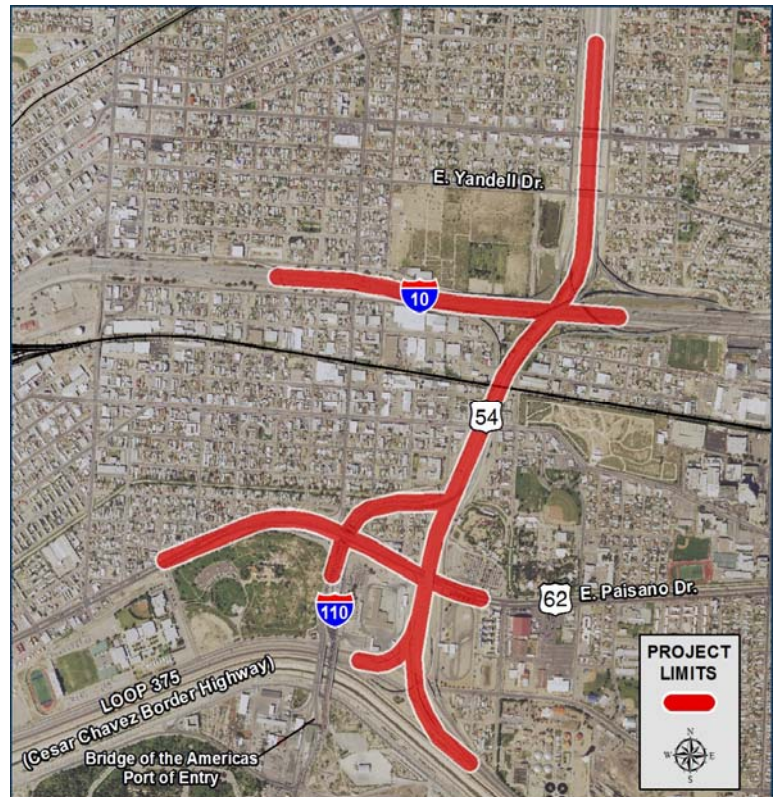 E. Yandell Dr.
10
54
110
62
E. Paisano Dr.
LOOP 375
(Cesar Chavez Border Highway)
Bridge of the Americas
Port of Entry
PROJECT
LIMITS
N
W E
S